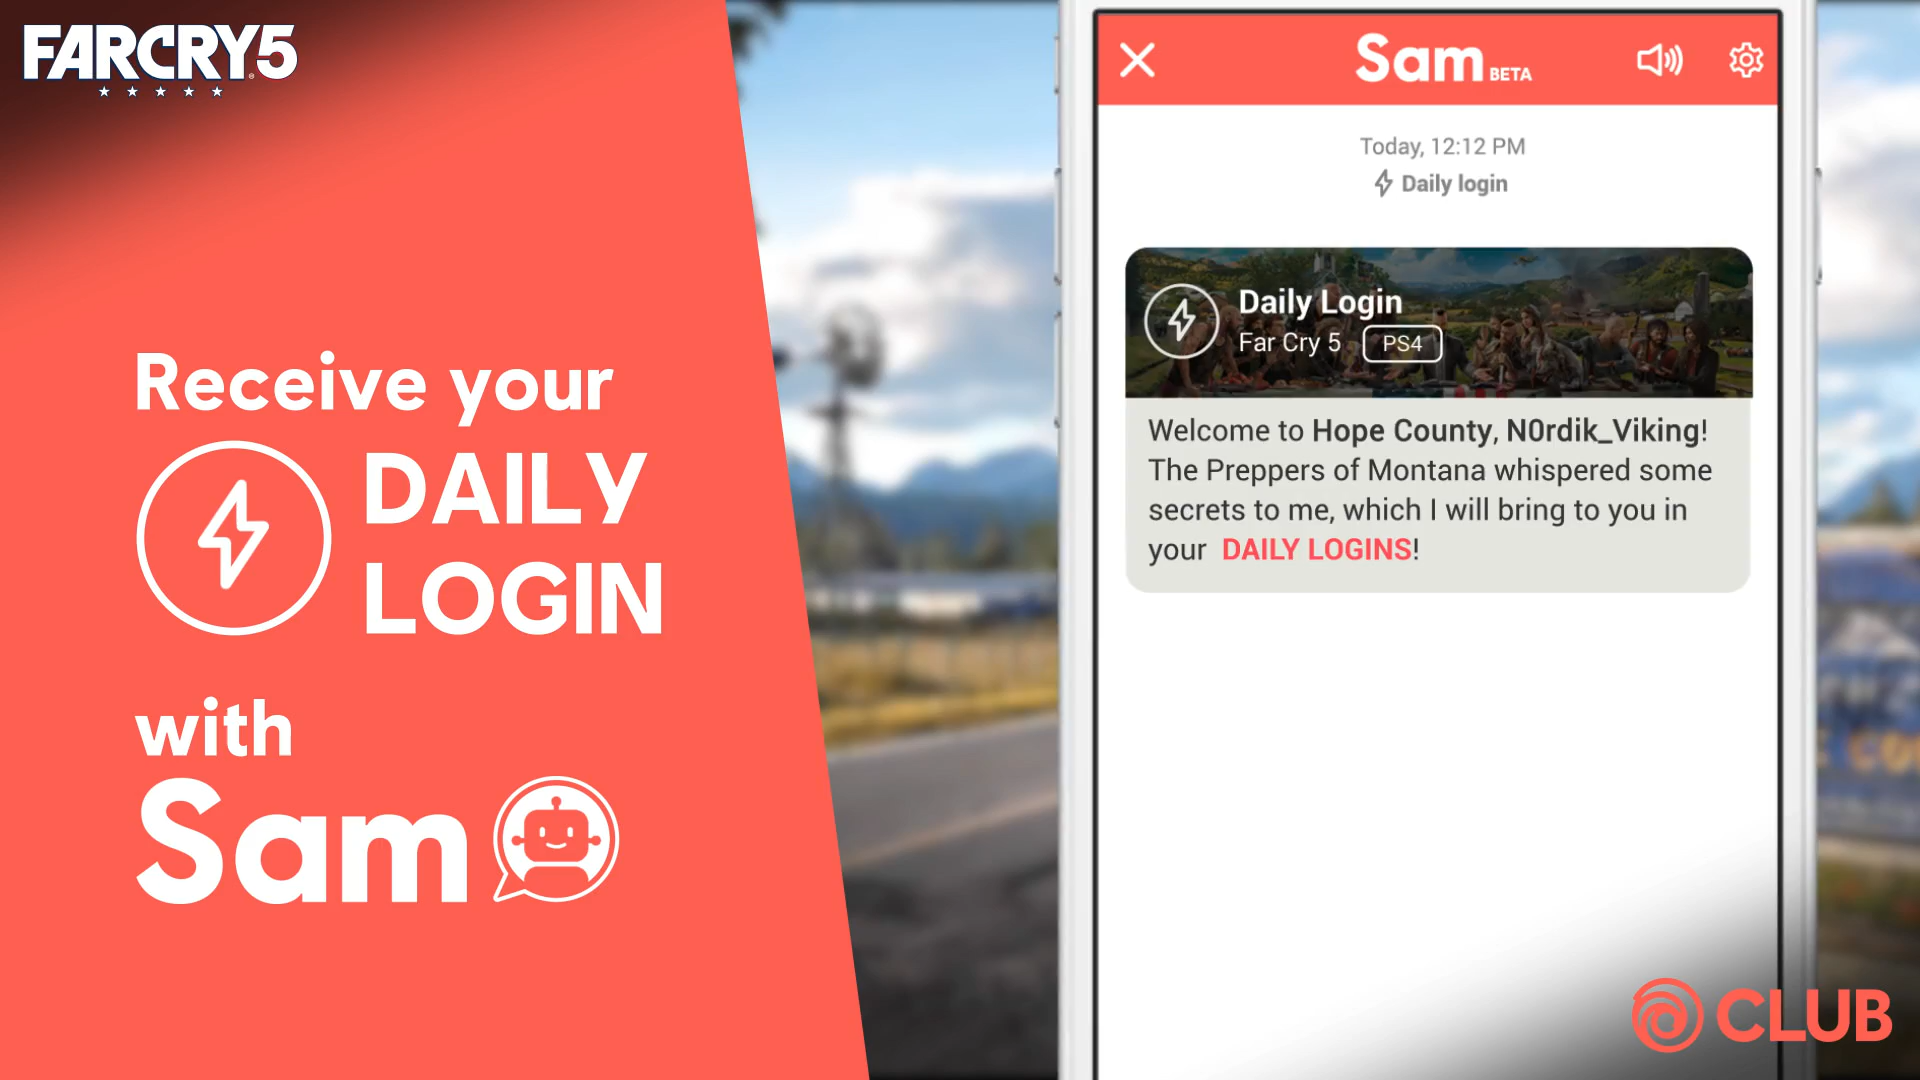 FARCRY5
Receive your
DAILY
LOGIN
with
Sam
Sam BETA
Today, 12:12 PM
Daily login
Daily Login
Far Cry 5 PS4
Welcome to Hope County, N0rdik_Viking!
The Preppers of Montana whispered some
secrets to me, which I will bring to you in
your DAILY LOGINS!
CLUB